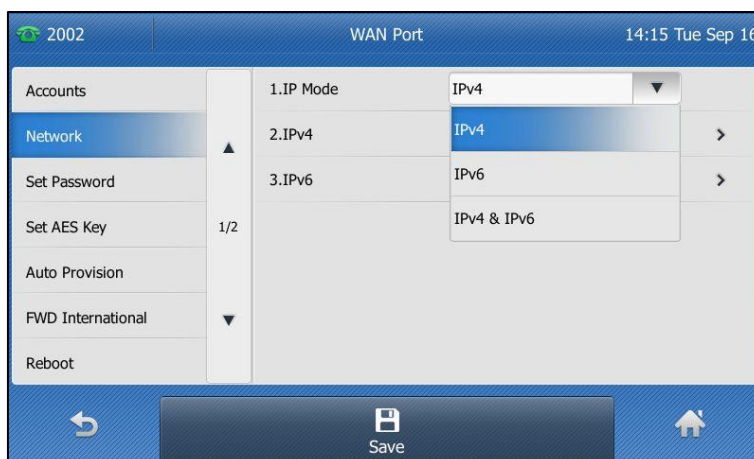 2002 WAN Port 14:15 Tue Sep 16
Accounts
Network
Set Password
Set AES Key
Auto Provision
FWD International
Reboot
1/2
1.IP Mode IPv4
2.IPv4 IPv4
3.IPv6 IPv6
IPv4 & IPv6
Save